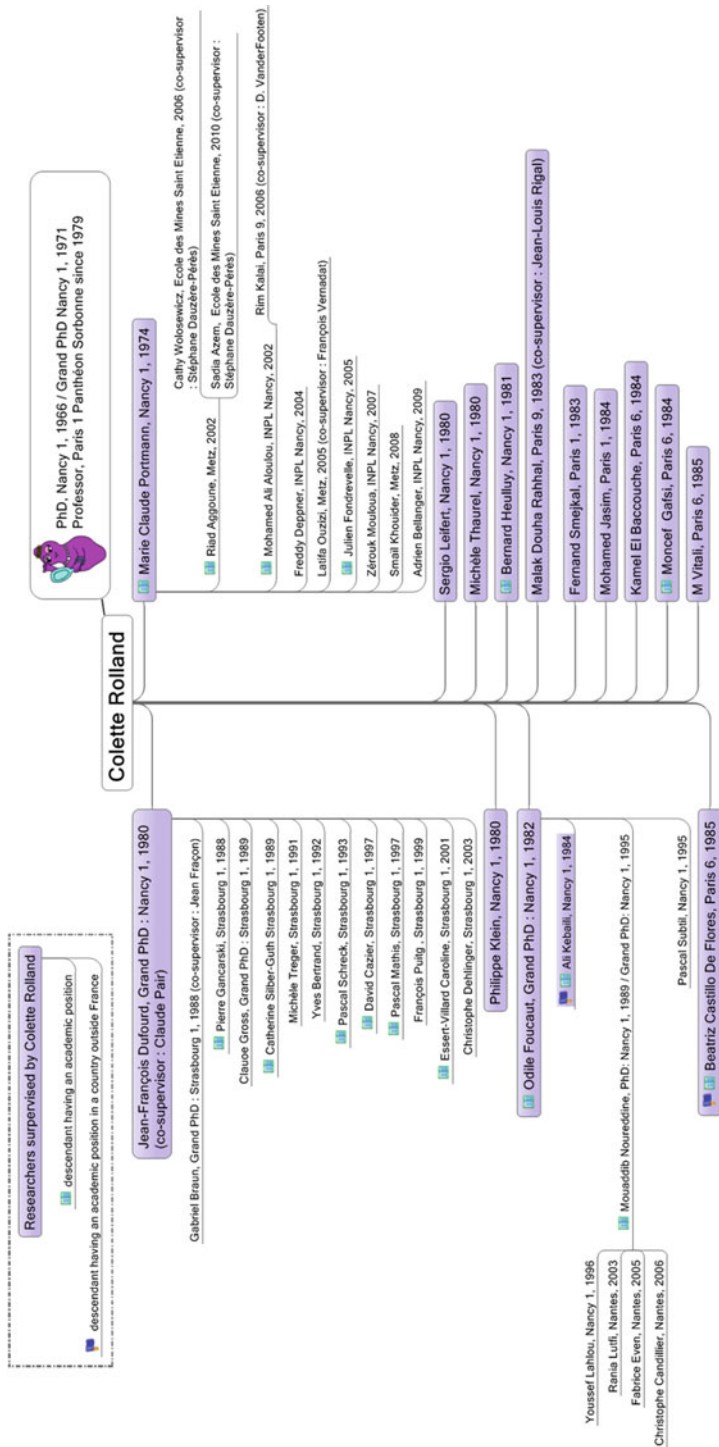 Researchers surpervised by Colette Rolland
descendant having an academic position
descendant having an academic position in a country outside France
Colette Rolland
PhD, Nancy 1, 1966 / Grand PhD Nancy 1, 1971
Professor, Paris 1 Panthéon Sorbonne since 1979
Jean-François Dufourd, Grand PhD : Nancy 1, 1980
(co-supervisor : Claude Pair)
Gabriel Braun, Grand PhD : Strasbourg 1, 1988 (co-supervisor : Jean Fraçon)
Pierre Gancarski, Strasbourg 1, 1988
Clauoe Gross, Grand PhD : Strasbourg 1, 1989
Catherine Silber-Guth Strasbourg 1, 1989
Michèle Treger, Strasbourg 1, 1991
Yves Bertrand, Strasbourg 1, 1992
Pascal Schreck, Strasbourg 1, 1993
David Cazier, Strasbourg 1, 1997
Pascal Mathis, Strasbourg 1, 1997
François Puitg , Strasbourg 1, 1999
Essert-Villard Caroline, Strasbourg 1, 2001
Christophe Dehlinger, Strasbourg 1, 2003
Philippe Klein, Nancy 1, 1980
Odile Foucaut, Grand PhD : Nancy 1, 1982
Ali Kebaili, Nancy 1, 1984
Mouaddib Noureddine, PhD: Nancy 1, 1989 / Grand PhD: Nancy 1, 1995
Youssef Lahlou, Nancy 1, 1996
Rania Lutfi, Nantes, 2003
Fabrice Even, Nantes, 2005
Christophe Candillier, Nantes, 2006
Pascal Subtil, Nancy 1, 1995
Beatriz Castillo De Flores, Paris 6, 1985
Marie Claude Portmann, Nancy 1, 1974
Riad Aggoune, Metz, 2002
Cathy Wolosewicz, Ecole des Mines Saint Etienne, 2006 (co-supervisor
: Stéphane Dauzère-Pérès)
Sadia Azem, Ecole des Mines Saint Etienne, 2010 (co-supervisor :
Stéphane Dauzère-Pérès)
Mohamed Ali Aloulou, INPL Nancy, 2002
Rim Kalai, Paris 9, 2006 (co-supervisor : D. VanderFooten)
Freddy Deppner, INPL Nancy, 2004
Latifa Ouzizi, Metz, 2005 (co-supervisor : François Vernadat)
Julien Fondrevelle, INPL Nancy, 2005
Zérouk Mouloua, INPL Nancy, 2007
Smail Khouider, Metz, 2008
Adrien Bellanger, INPL Nancy, 2009
Sergio Leifert, Nancy 1, 1980
Michèle Thaurel, Nancy 1, 1980
Bernard Heulluy, Nancy 1, 1981
Malak Douha Rahhal, Paris 9, 1983 (co-supervisor : Jean-Louis Rigal)
Fernand Smejkal, Paris 1, 1983
Mohamed Jasim, Paris 1, 1984
Kamel El Baccouche, Paris 6, 1984
Moncef Gafsi, Paris 6, 1984
M Vitali, Paris 6, 1985